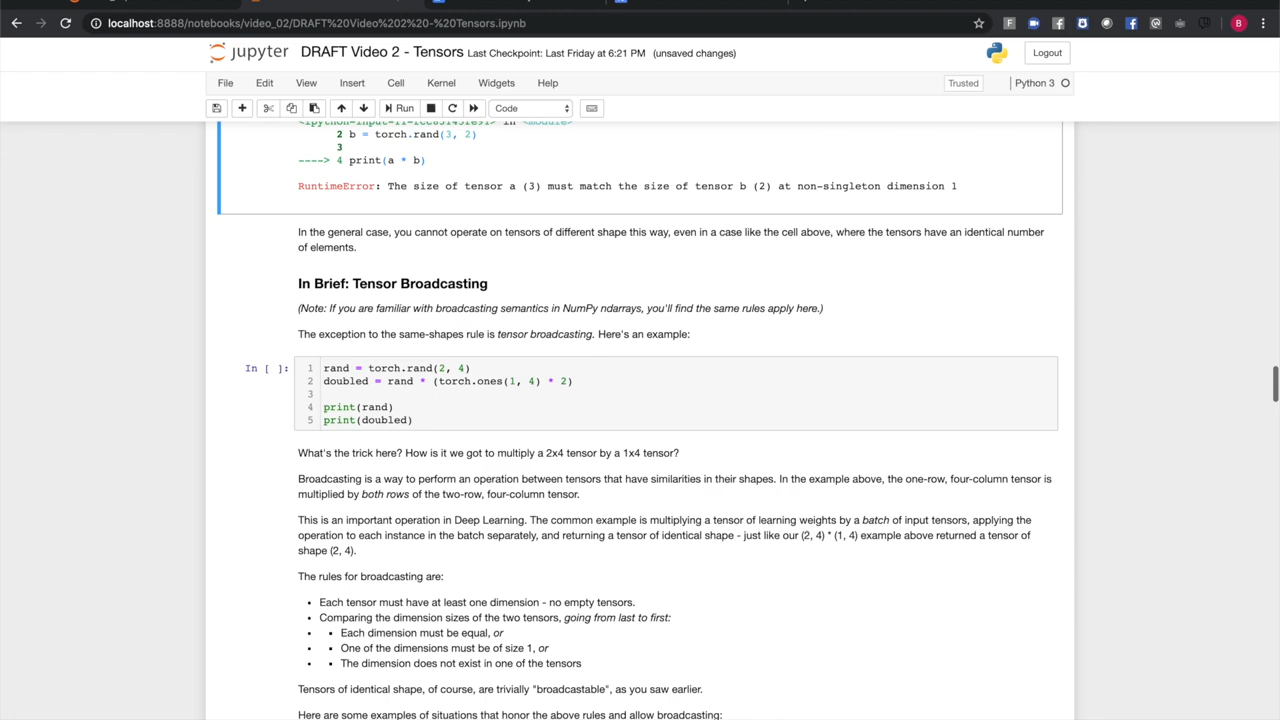 localhost:8888/notebooks/video_02/DRAFT%20Video%202%20-%20Tensors.ipynb
jupyter DRAFT Video 2 - Tensors Last Checkpoint: Last Friday at 6:21 PM (unsaved changes) Logout
File Edit View Insert Cell Kernel Widgets Help Trusted Python 3
Run Code
2 b = torch.rand(3, 2)
3
----> 4 print(a * b)
RuntimeError: The size of tensor a (3) must match the size of tensor b (2) at non-singleton dimension 1
In the general case, you cannot operate on tensors of different shape this way, even in a case like the cell above, where the tensors have an identical number
of elements.
In Brief: Tensor Broadcasting
(Note: If you are familiar with broadcasting semantics in NumPy ndarrays, you'll find the same rules apply here.)
The exception to the same-shapes rule is tensor broadcasting. Here's an example:
In [ ]: 1 rand = torch.rand(2, 4)
2 doubled = rand * (torch.ones(1, 4) * 2)
3
4 print(rand)
5 print(doubled)
What's the trick here? How is it we got to multiply a 2x4 tensor by a 1x4 tensor?
Broadcasting is a way to perform an operation between tensors that have similarities in their shapes. In the example above, the one-row, four-column tensor is
multiplied by both rows of the two-row, four-column tensor.
This is an important operation in Deep Learning. The common example is multiplying a tensor of learning weights by a batch of input tensors, applying the
operation to each instance in the batch separately, and returning a tensor of identical shape - just like our (2, 4) * (1, 4) example above returned a tensor of
shape (2, 4).
The rules for broadcasting are:
• Each tensor must have at least one dimension - no empty tensors.
• Comparing the dimension sizes of the two tensors, going from last to first:
• ▪ Each dimension must be equal, or
• ▪ One of the dimensions must be of size 1, or
• ▪ The dimension does not exist in one of the tensors
Tensors of identical shape, of course, are trivially "broadcastable", as you saw earlier.
Here are some examples of situations that honor the above rules and allow broadcasting: